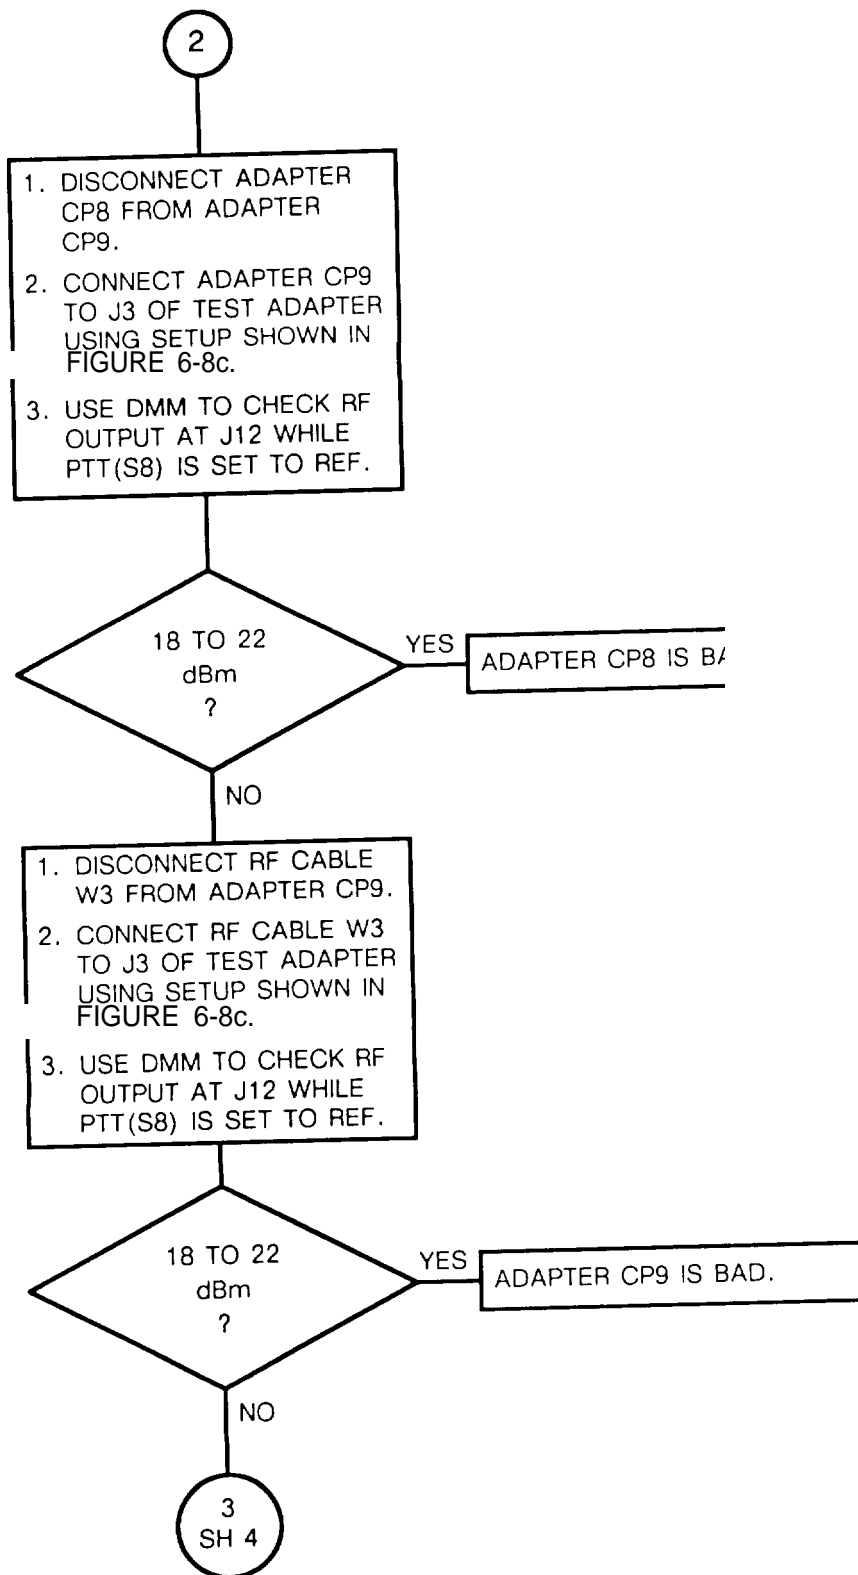 2
1. DISCONNECT ADAPTER
CP8 FROM ADAPTER
CP9.
2. CONNECT ADAPTER CP9
TO J3 OF TEST ADAPTER
USING SETUP SHOWN IN
FIGURE 6-8c.
3. USE DMM TO CHECK RF
OUTPUT AT J12 WHILE
PTT(S8) IS SET TO REF.
18 TO 22
dBm
?
YES
ADAPTER CP8 IS
NO
1. DISCONNECT RF CABLE
W3 FROM ADAPTER CP9.
2. CONNECT RF CABLE W3
TO J3 OF TEST ADAPTER
USING SETUP SHOWN IN
FIGURE 6-8c.
3. USE DMM TO CHECK RF
OUTPUT AT J12 WHILE
PTT(S8) IS SET TO REF.
18 TO 22
dBm
?
YES
ADAPTER CP9 IS BAD.
NO
3
SH 4